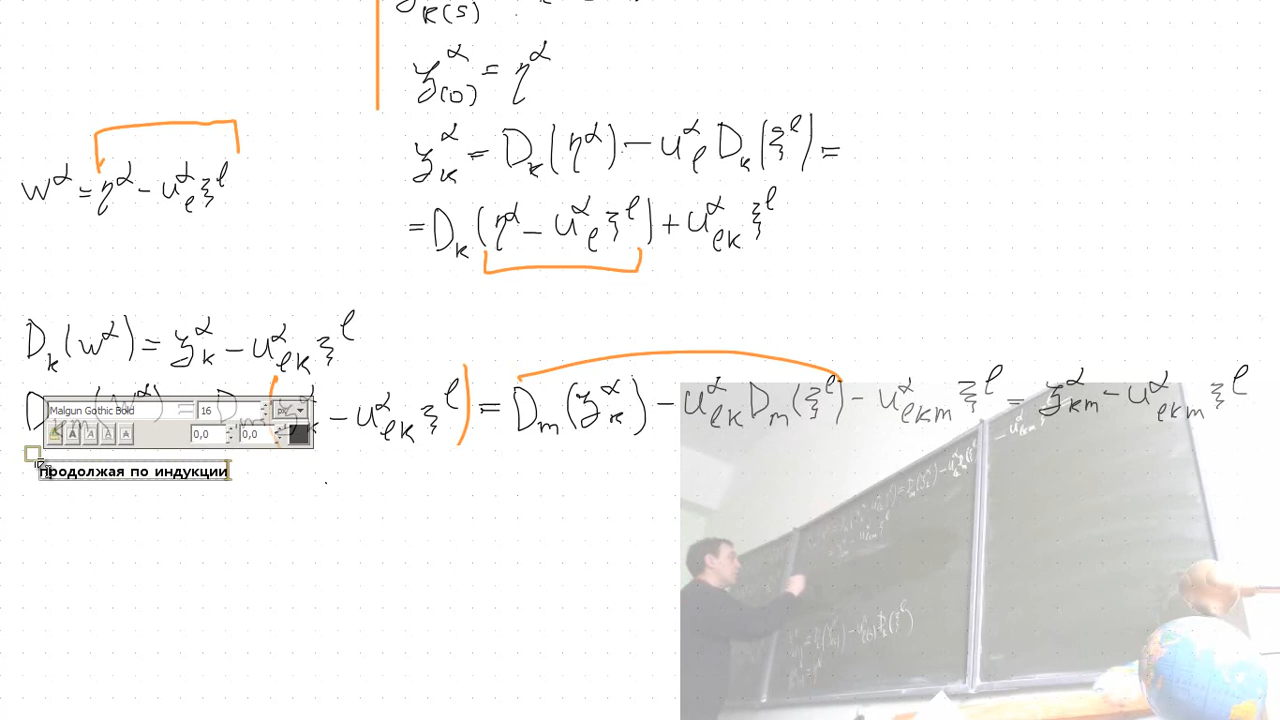 K(s)
ζ^α_(0) = η^α
ζ^α_k = D_k(η^α) − u^α_l D_k(ξ^l) =
w^α = η^α − u^α_l ξ^l
= D_k(η^α − u^α_l ξ^l) + u^α_lk ξ^l
D_k(w^α) = ζ^α_k − u^α_lk ξ^l
− u^α_lk ξ^l) = D_m(ζ^α_k) − u^α_lk D_m(ξ^l) − u^α_lkm ξ^l = ζ^α_km − u^α_lkm ξ^l
Malgun Gothic Bold 16 px
0,0 0,0
продолжая по индукции